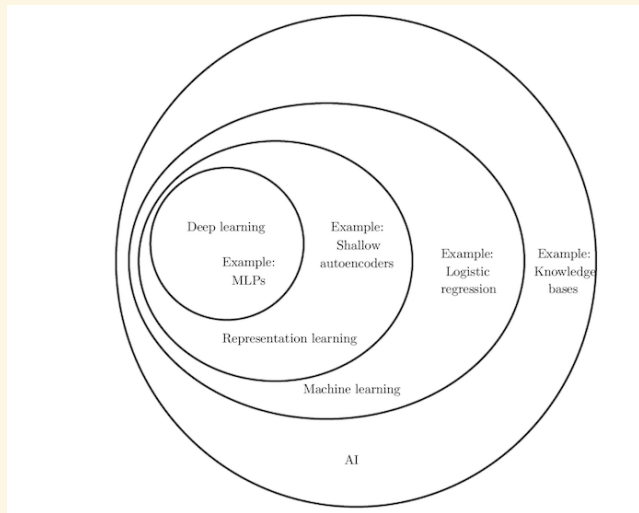 Deep learning
Example:
MLPs
Example:
Shallow
autoencoders
Example:
Logistic
regression
Example:
Knowledge
bases
Representation learning
Machine learning
AI